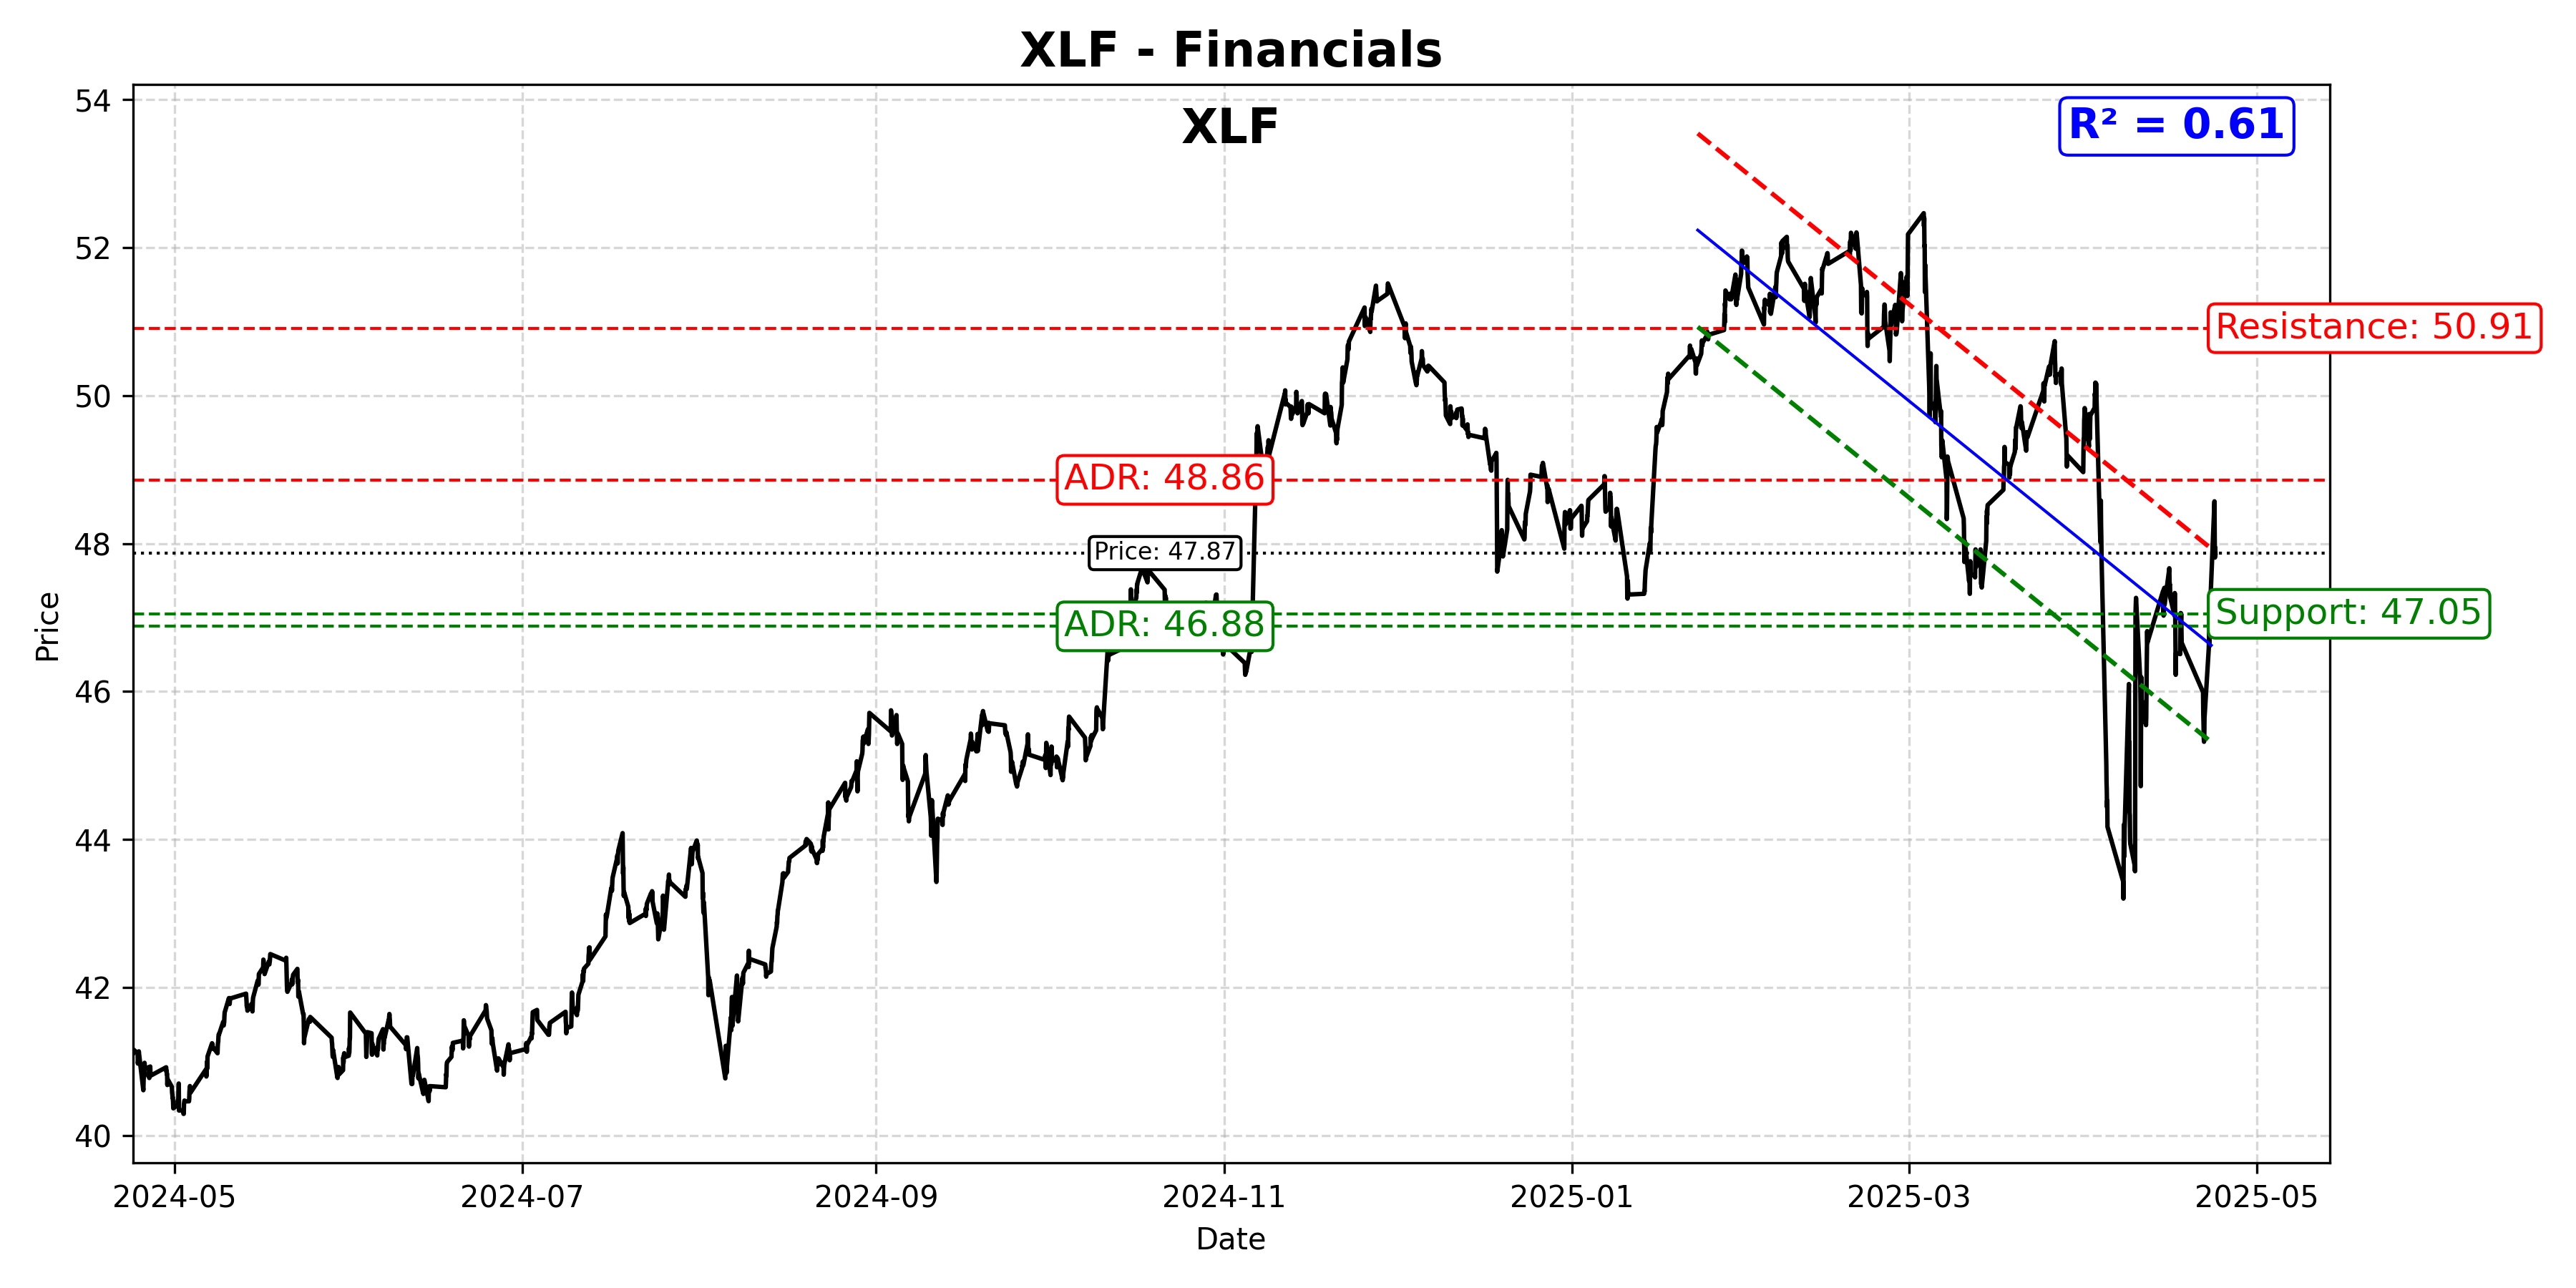 XLF - Financials
XLF
R² = 0.61
54
52
50
48
46
44
42
40
Price
Resistance: 50.91
ADR: 48.86
Price: 47.87
ADR: 46.88
Support: 47.05
2024-05
2024-07
2024-09
2024-11
2025-01
2025-03
2025-05
Date